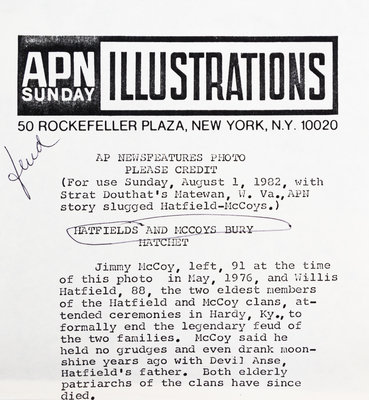 APN SUNDAY ILLUSTRATIONS
50 ROCKEFELLER PLAZA, NEW YORK, N.Y. 10020
feud
AP NEWSFEATURES PHOTO
PLEASE CREDIT
(For use Sunday, August 1, 1982, with
Strat Douthat's Matewan, W. Va.,APN
story slugged Hatfield-McCoys.)
HATFIELDS AND MCCOYS BURY
HATCHET
Jimmy McCoy, left, 91 at the time
of this photo in May, 1976, and Willis
Hatfield, 88, the two eldest members
of the Hatfield and McCoy clans, at-
tended ceremonies in Hardy, Ky., to
formally end the legendary feud of
the two families. McCoy said he
held no grudges and even drank moon-
shine years ago with Devil Anse,
Hatfield's father. Both elderly
patriarchs of the clans have since
died.